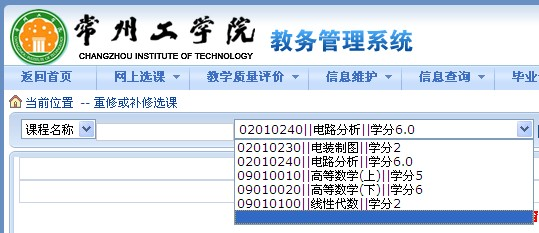 常州工学院
CHANGZHOU INSTITUTE OF TECHNOLOGY
教务管理系统
返回首页 网上选课 教学质量评价 信息维护 信息查询 毕业
当前位置 -- 重修或补修选课
课程名称 02010240||电路分析||学分6.0
02010230||电装制图||学分2
02010240||电路分析||学分6.0
09010010||高等数学(上)||学分5
09010020||高等数学(下)||学分6
09010100||线性代数||学分2